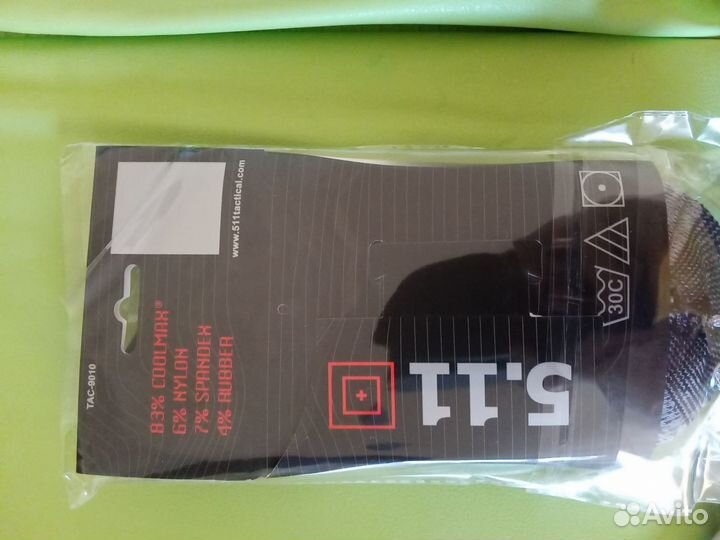 TAC-9010
83% COOLMAX®
6% NYLON
7% SPANDEX
4% RUBBER
www.511tactical.com
5.11
30C
Avito